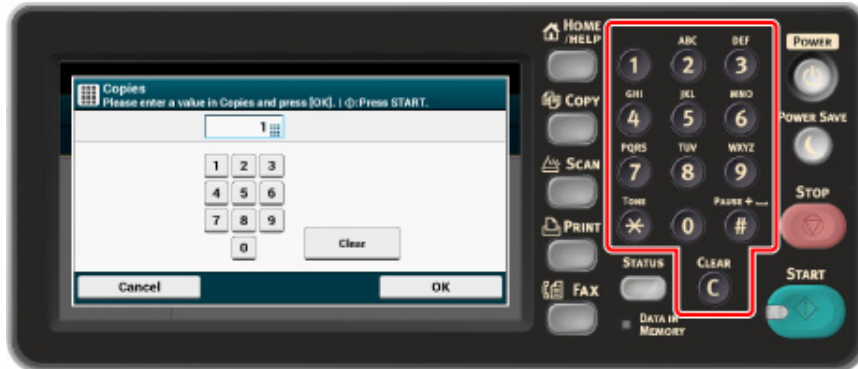 Copies
Please enter a value in Copies and press [OK]. | :Press START.
1
1 2 3
4 5 6
7 8 9
0
Clear
Cancel
OK
HOME
/HELP
COPY
SCAN
PRINT
FAX
ABC DEF
1 2 3
GHI JKL MNO
4 5 6
PQRS TUV WXYZ
7 8 9
TONE PAUSE + ⎵
* 0 #
STATUS
CLEAR
C
DATA IN
MEMORY
POWER
POWER SAVE
STOP
START